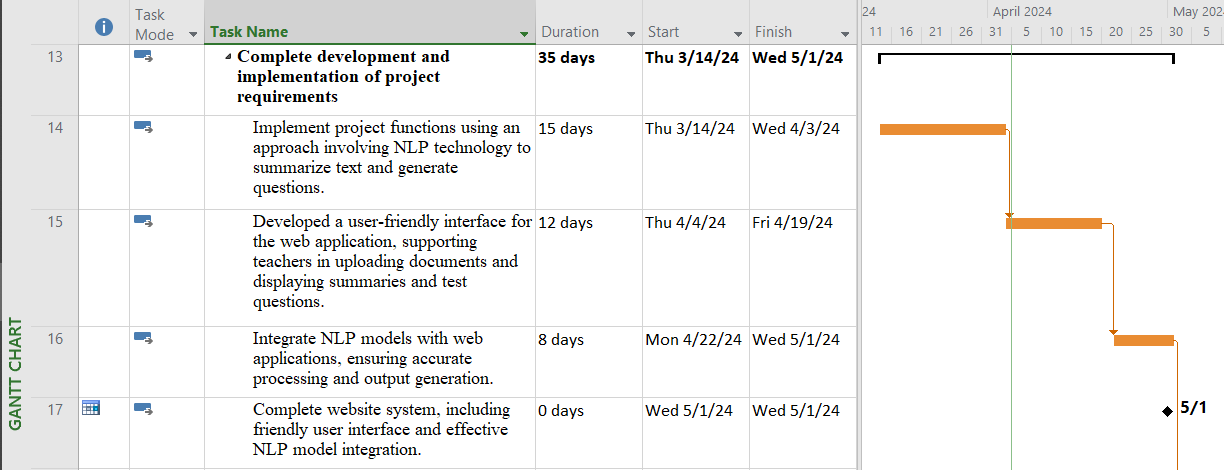 Task
Mode
Task Name
Duration
Start
Finish
24
April 2024
May 202
11 16 21 26 31 5 10 15 20 25 30 5
13
Complete development and
implementation of project
requirements
35 days
Thu 3/14/24
Wed 5/1/24
14
Implement project functions using an
approach involving NLP technology to
summarize text and generate
questions.
15 days
Thu 3/14/24
Wed 4/3/24
15
Developed a user-friendly interface for
the web application, supporting
teachers in uploading documents and
displaying summaries and test
questions.
12 days
Thu 4/4/24
Fri 4/19/24
16
Integrate NLP models with web
applications, ensuring accurate
processing and output generation.
8 days
Mon 4/22/24
Wed 5/1/24
17
Complete website system, including
friendly user interface and effective
NLP model integration.
0 days
Wed 5/1/24
Wed 5/1/24
5/1
GANTT CHART